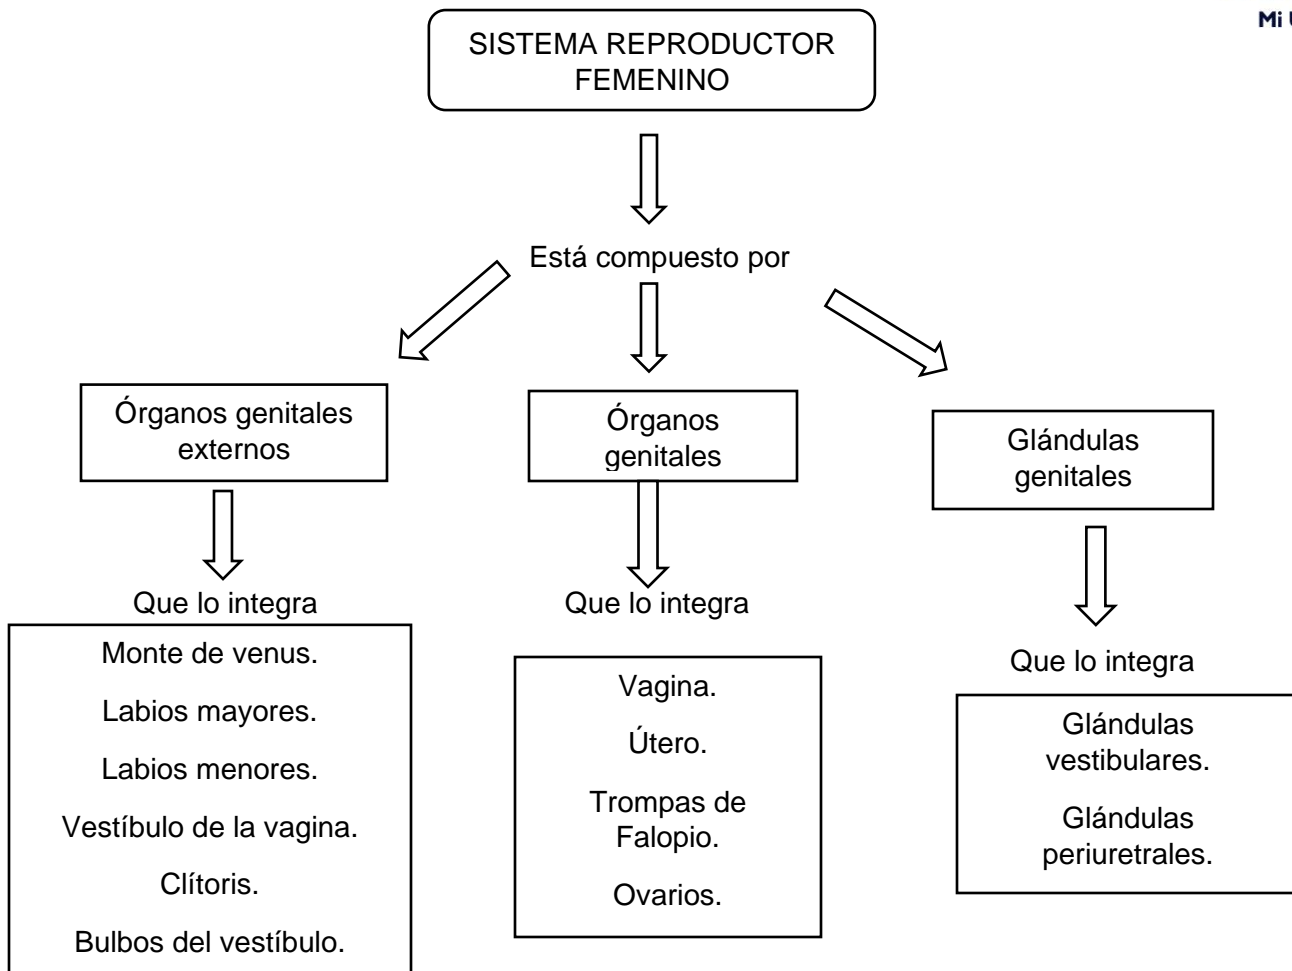 Mi U
SISTEMA REPRODUCTOR
FEMENINO
Está compuesto por
Órganos genitales
externos
Que lo integra
Monte de venus.
Labios mayores.
Labios menores.
Vestíbulo de la vagina.
Clítoris.
Bulbos del vestíbulo.
Órganos
genitales
Que lo integra
Vagina.
Útero.
Trompas de
Falopio.
Ovarios.
Glándulas
genitales
Que lo integra
Glándulas
vestibulares.
Glándulas
periuretrales.